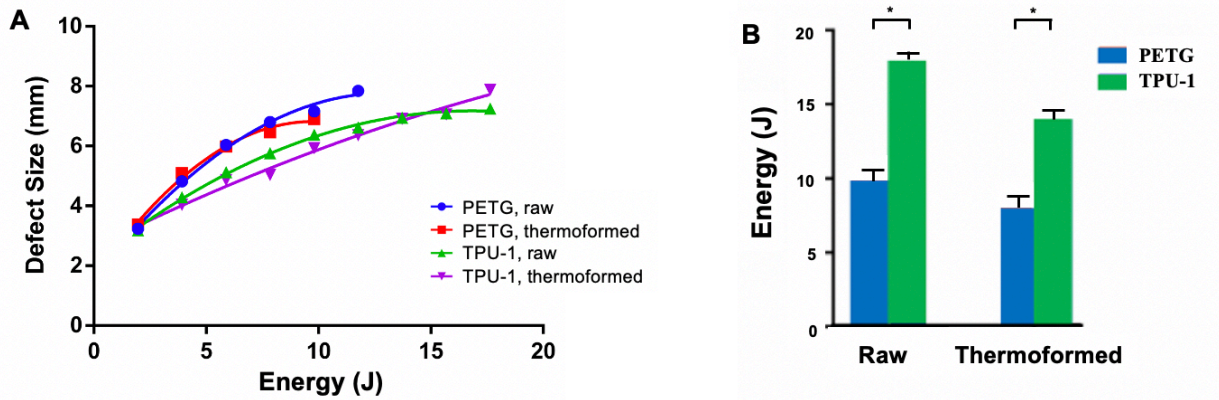 A
Defect Size (mm)
10
8
6
4
2
0
0 5 10 15 20
Energy (J)
PETG, raw
PETG, thermoformed
TPU-1, raw
TPU-1, thermoformed
B
Energy (J)
20
15
10
5
0
* *
Raw Thermoformed
PETG
TPU-1